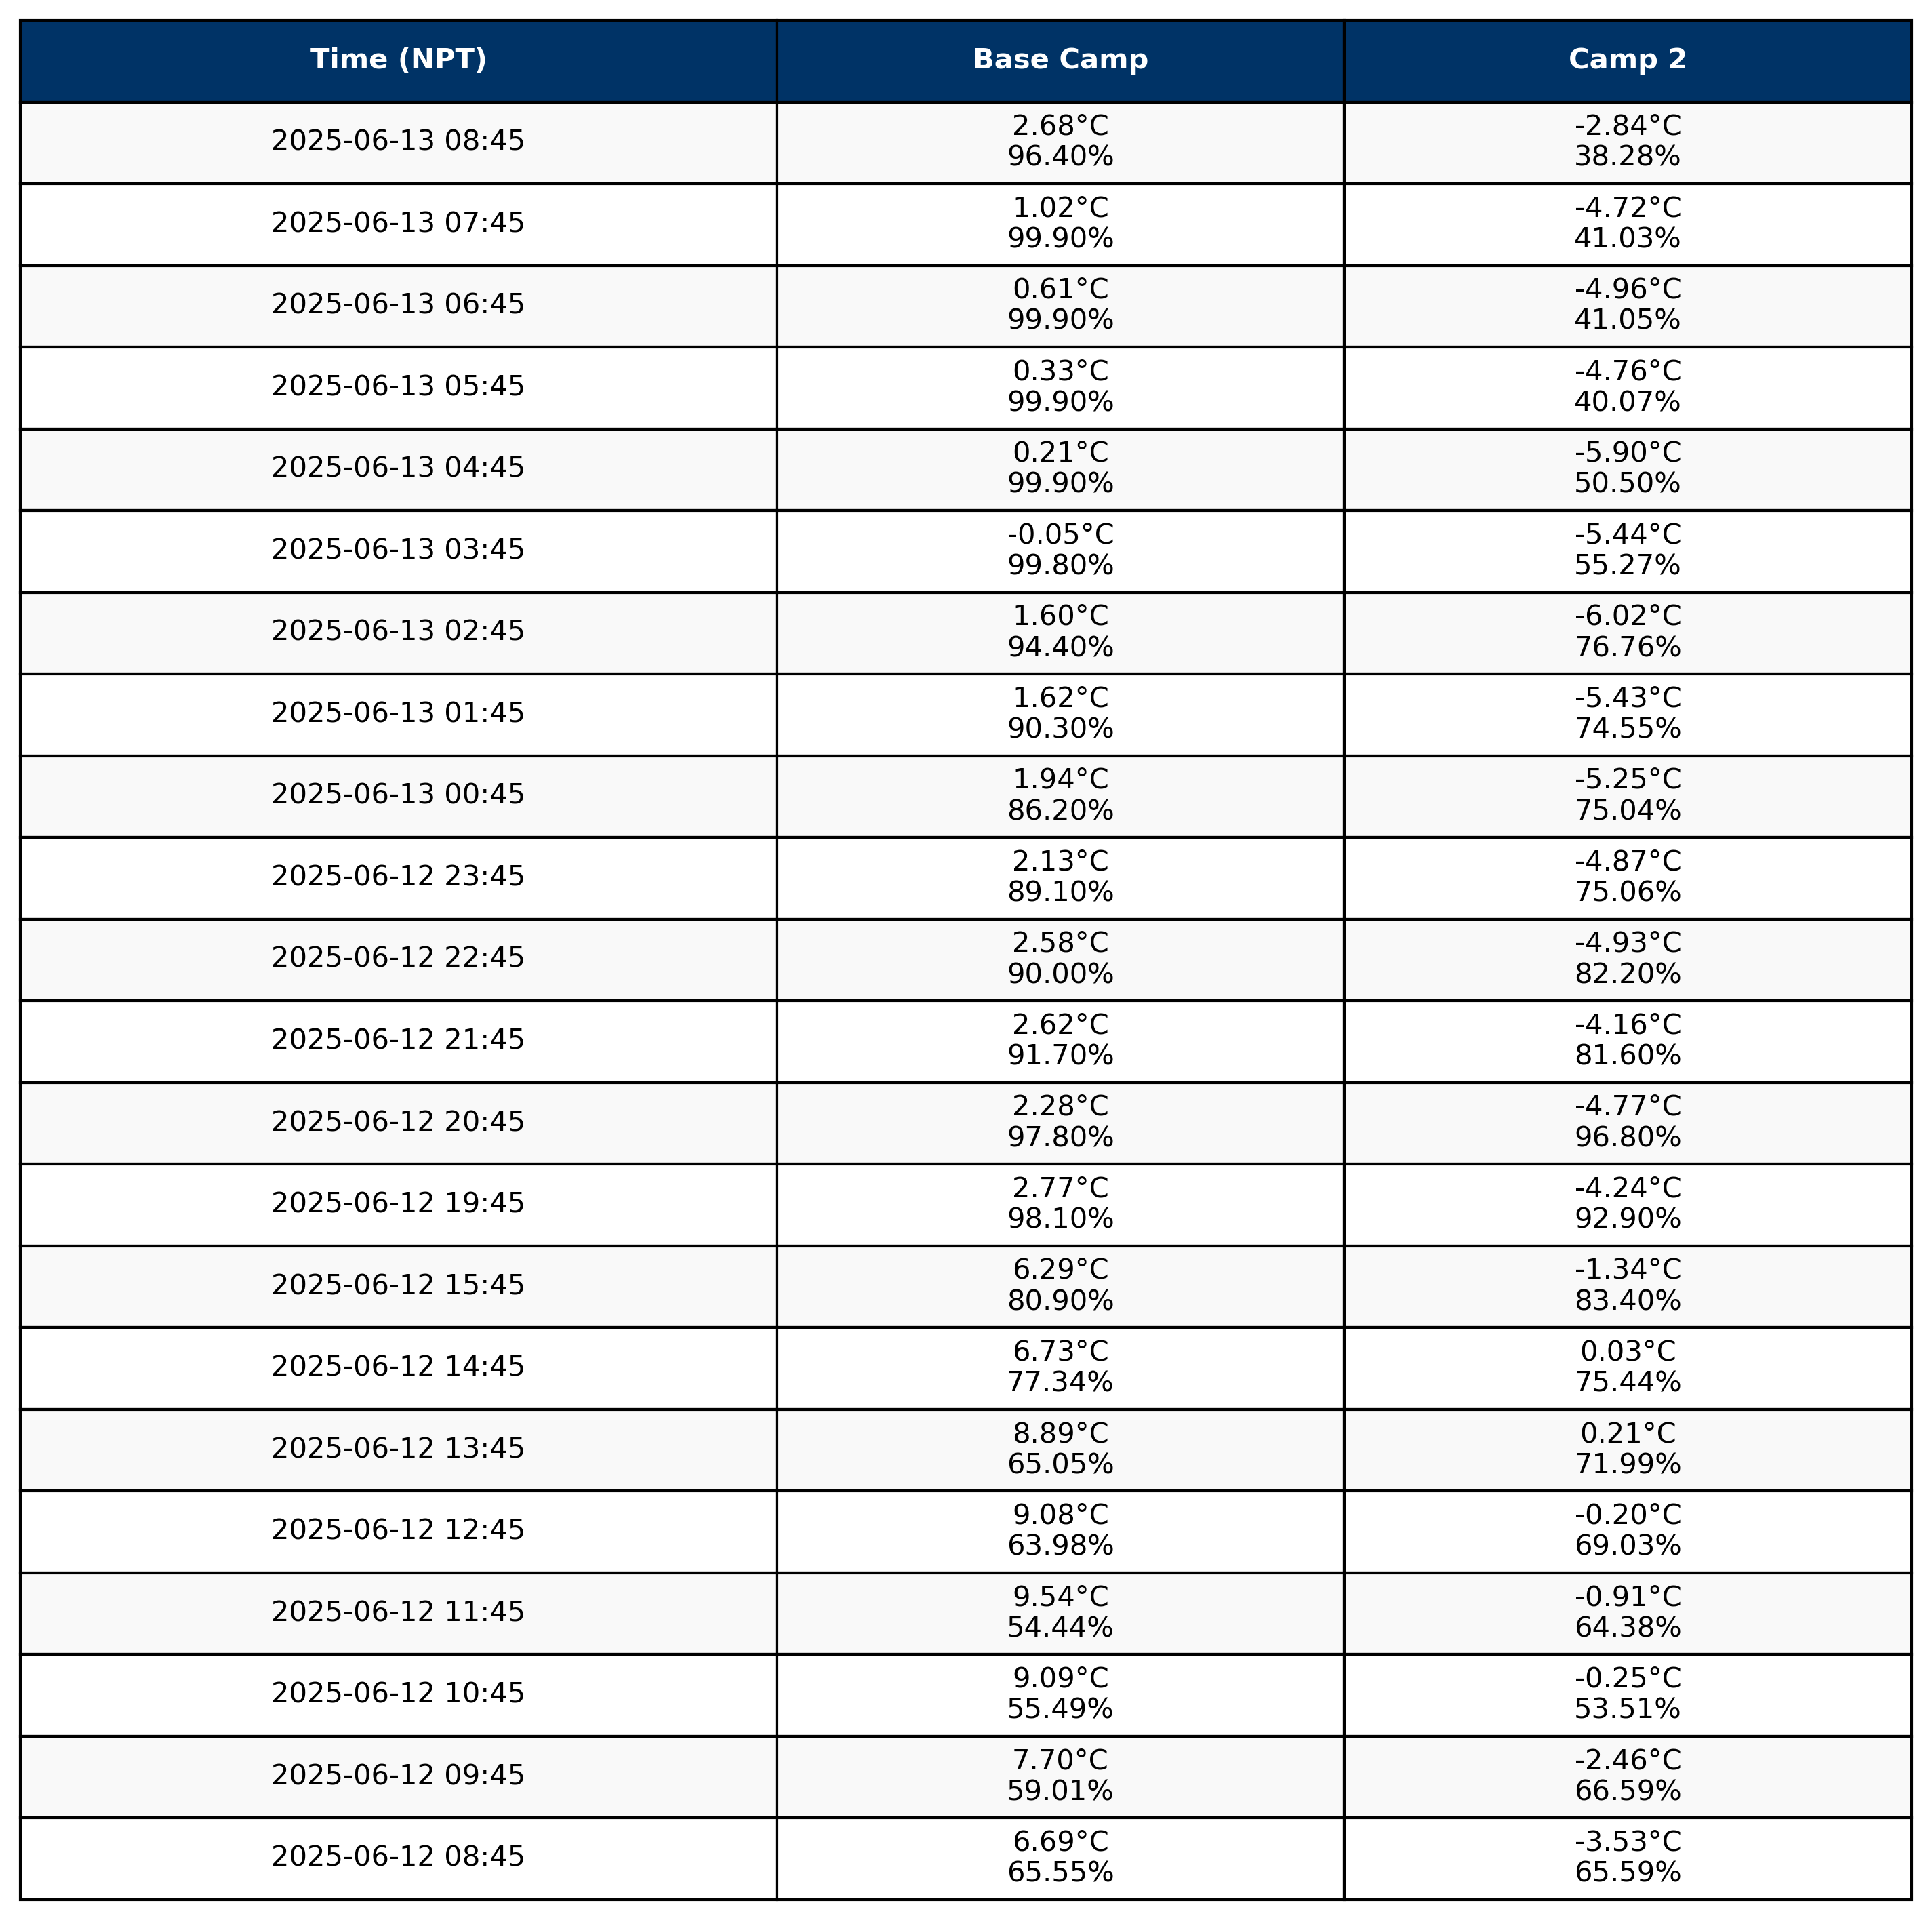 Time (NPT) Base Camp Camp 2
2025-06-13 08:45 2.68°C -2.84°C
96.40% 38.28%
2025-06-13 07:45 1.02°C -4.72°C
99.90% 41.03%
2025-06-13 06:45 0.61°C -4.96°C
99.90% 41.05%
2025-06-13 05:45 0.33°C -4.76°C
99.90% 40.07%
2025-06-13 04:45 0.21°C -5.90°C
99.90% 50.50%
2025-06-13 03:45 -0.05°C -5.44°C
99.80% 55.27%
2025-06-13 02:45 1.60°C -6.02°C
94.40% 76.76%
2025-06-13 01:45 1.62°C -5.43°C
90.30% 74.55%
2025-06-13 00:45 1.94°C -5.25°C
86.20% 75.04%
2025-06-12 23:45 2.13°C -4.87°C
89.10% 75.06%
2025-06-12 22:45 2.58°C -4.93°C
90.00% 82.20%
2025-06-12 21:45 2.62°C -4.16°C
91.70% 81.60%
2025-06-12 20:45 2.28°C -4.77°C
97.80% 96.80%
2025-06-12 19:45 2.77°C -4.24°C
98.10% 92.90%
2025-06-12 15:45 6.29°C -1.34°C
80.90% 83.40%
2025-06-12 14:45 6.73°C 0.03°C
77.34% 75.44%
2025-06-12 13:45 8.89°C 0.21°C
65.05% 71.99%
2025-06-12 12:45 9.08°C -0.20°C
63.98% 69.03%
2025-06-12 11:45 9.54°C -0.91°C
54.44% 64.38%
2025-06-12 10:45 9.09°C -0.25°C
55.49% 53.51%
2025-06-12 09:45 7.70°C -2.46°C
59.01% 66.59%
2025-06-12 08:45 6.69°C -3.53°C
65.55% 65.59%